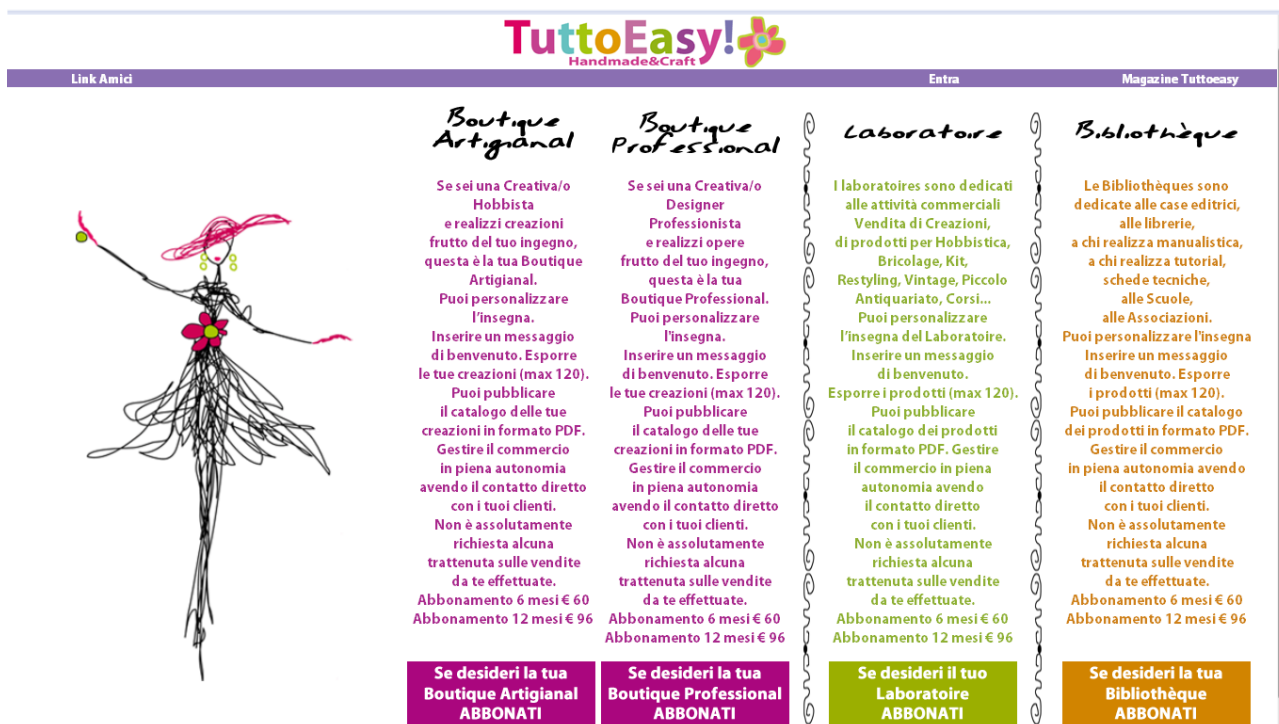 TuttoEasy!
Handmade&Craft
Link Amici
Entra
Magazine Tuttoeasy
Boutique
Artigianal
Se sei una Creativa/o
Hobbista
e realizzi creazioni
frutto del tuo ingegno,
questa è la tua Boutique
Artigianal.
Puoi personalizzare
l'insegna.
Inserire un messaggio
di benvenuto. Esporre
le tue creazioni (max 120).
Puoi pubblicare
il catalogo delle tue
creazioni in formato PDF.
Gestire il commercio
in piena autonomia
avendo il contatto diretto
con i tuoi clienti.
Non è assolutamente
richiesta alcuna
trattenuta sulle vendite
da te effettuate.
Abbonamento 6 mesi € 60
Abbonamento 12 mesi € 96
Se desideri la tua
Boutique Artigianal
ABBONATI
Boutique
Professional
Se sei una Creativa/o
Designer
Professionista
e realizzi opere
frutto del tuo ingegno,
questa è la tua
Boutique Professional.
Puoi personalizzare
l'insegna.
Inserire un messaggio
di benvenuto. Esporre
le tue creazioni (max 120).
Puoi pubblicare
il catalogo delle tue
creazioni in formato PDF.
Gestire il commercio
in piena autonomia
avendo il contatto diretto
con i tuoi clienti.
Non è assolutamente
richiesta alcuna
trattenuta sulle vendite
da te effettuate.
Abbonamento 6 mesi € 60
Abbonamento 12 mesi € 96
Se desideri la tua
Boutique Professional
ABBONATI
Laboratoire
I laboratoires sono dedicati
alle attività commerciali
Vendita di Creazioni,
di prodotti per Hobbistica,
Bricolage, Kit,
Restyling, Vintage, Piccolo
Antiquariato, Corsi...
Puoi personalizzare
l'insegna del Laboratoire.
Inserire un messaggio
di benvenuto.
Esporre i prodotti (max 120).
Puoi pubblicare
il catalogo dei prodotti
in formato PDF. Gestire
il commercio in piena
autonomia avendo
il contatto diretto
con i tuoi clienti.
Non è assolutamente
richiesta alcuna
trattenuta sulle vendite
da te effettuate.
Abbonamento 6 mesi € 60
Abbonamento 12 mesi € 96
Se desideri il tuo
Laboratoire
ABBONATI
Bibliothèque
Le Bibliothèques sono
dedicate alle case editrici,
alle librerie,
a chi realizza manualistica,
a chi realizza tutorial,
schede tecniche,
alle Scuole,
alle Associazioni.
Puoi personalizzare l'insegna
Inserire un messaggio
di benvenuto. Esporre
i prodotti (max 120).
Puoi pubblicare il catalogo
dei prodotti in formato PDF.
Gestire il commercio
in piena autonomia avendo
il contatto diretto
con i tuoi clienti.
Non è assolutamente
richiesta alcuna
trattenuta sulle vendite
da te effettuate.
Abbonamento 6 mesi € 60
Abbonamento 12 mesi € 96
Se desideri la tua
Bibliothèque
ABBONATI